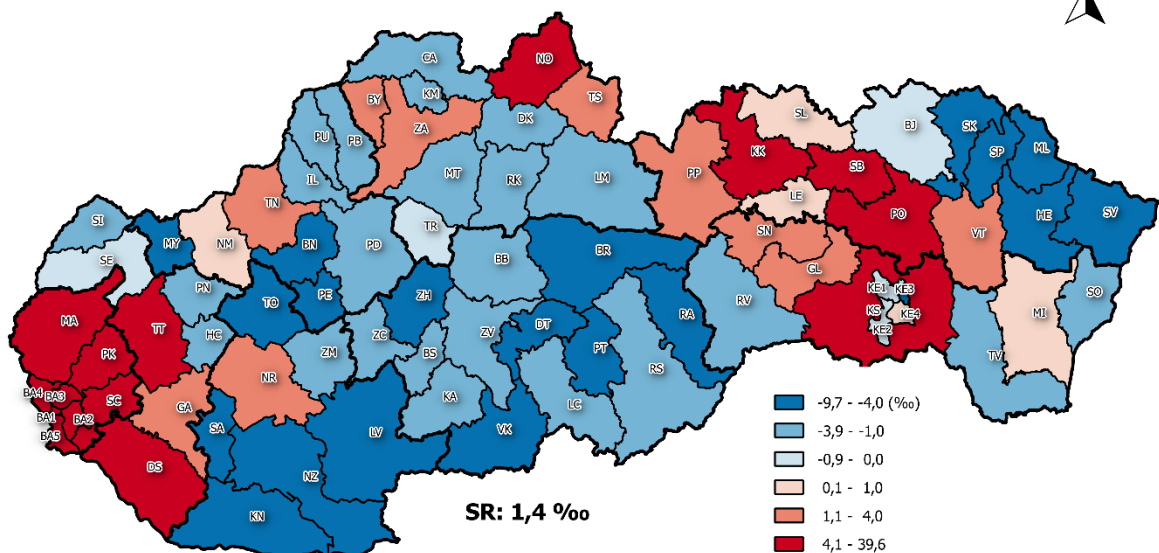 NO
CA
KM
TS
BY
ZA
DK
PU
PB
SL
BJ
SK
SP
ML
KK
SB
PP
IL
MT
RK
LM
LE
TN
PO
HE
SV
SI
TR
MY
NM
BN
PD
SN
VT
BR
SE
BB
GL
PN
TO
PE
ZH
RV
KE1
KE3
SO
MA
TT
HC
KS
KE4
MI
RA
DT
ZC
ZV
KE2
PK
ZM
BS
PT
TV
RS
NR
BA4
BA3
SC
GA
KA
LC
BA1
BA2
SA
LV
VK
BA5
DS
NZ
KN
SR: 1,4 ‰
-9,7 - -4,0 (‰)
-3,9 - -1,0
-0,9 - 0,0
0,1 - 1,0
1,1 - 4,0
4,1 - 39,6